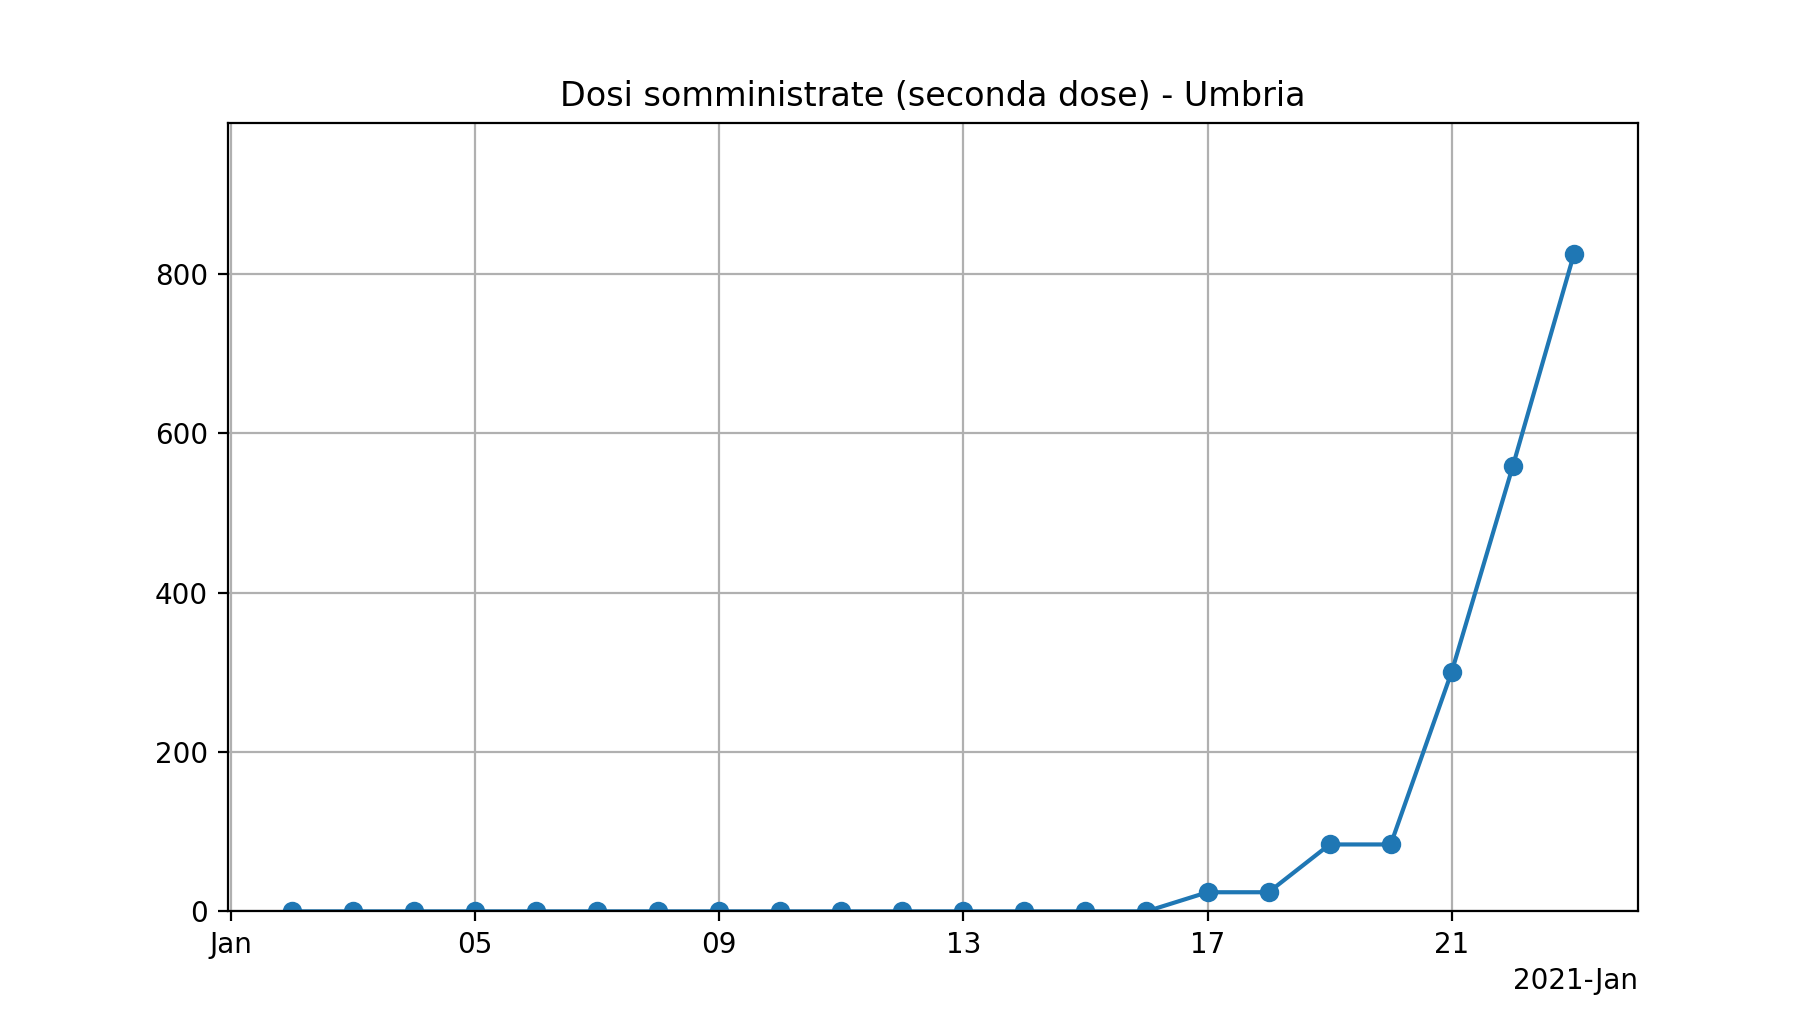 Dosi somministrate (seconda dose) - Umbria
800
600
400
200
0
Jan 05 09 13 17 21
2021-Jan